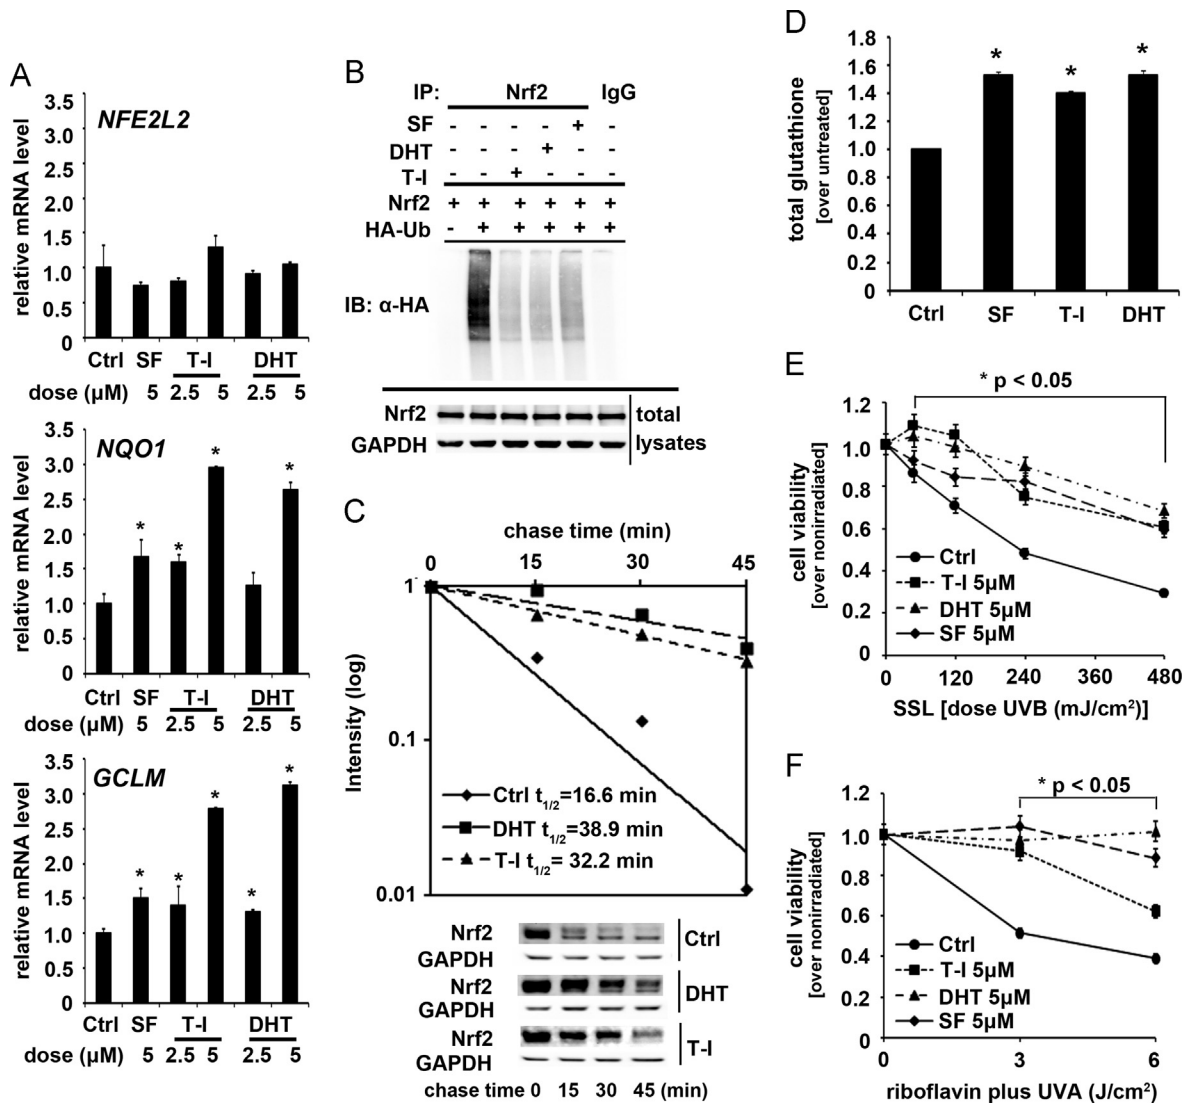 A
relative mRNA level
3.5
3.0
2.5
2.0
1.5
1.0
0.5
0
NFE2L2
Ctrl SF T-I DHT
dose (µM) 5 2.5 5 2.5 5
relative mRNA level
3.5
3.0
2.5
2.0
1.5
1.0
0.5
0
NQO1
* * * *
Ctrl SF T-I DHT
dose (µM) 5 2.5 5 2.5 5
relative mRNA level
3.5
3.0
2.5
2.0
1.5
1.0
0.5
0
GCLM
* * * * *
Ctrl SF T-I DHT
dose (µM) 5 2.5 5 2.5 5
B
IP: Nrf2 IgG
SF - - - - + -
DHT - - - + - -
T-I - - + - - -
Nrf2 + + + + + +
HA-Ub - + + + + +
IB: α-HA
Nrf2
GAPDH
total
lysates
C
chase time (min)
0 15 30 45
Intensity (log)
1
0.1
0.01
Ctrl t1/2=16.6 min
DHT t1/2=38.9 min
T-I t1/2= 32.2 min
Nrf2
GAPDH
Ctrl
Nrf2
GAPDH
DHT
Nrf2
GAPDH
T-I
chase time 0 15 30 45 (min)
D
total glutathione
[over untreated]
1.8
1.6
1.4
1.2
1.0
0.8
0.6
0.4
0.2
0
* * *
Ctrl SF T-I DHT
E
* p < 0.05
cell viability
[over nonirradiated]
1.2
1.0
0.8
0.6
0.4
0.2
0
Ctrl
T-I 5µM
DHT 5µM
SF 5µM
0 120 240 360 480
SSL [dose UVB (mJ/cm²)]
F
* p < 0.05
cell viability
[over nonirradiated]
1.2
1.0
0.8
0.6
0.4
0.2
0
Ctrl
T-I 5µM
DHT 5µM
SF 5µM
0 3 6
riboflavin plus UVA (J/cm²)